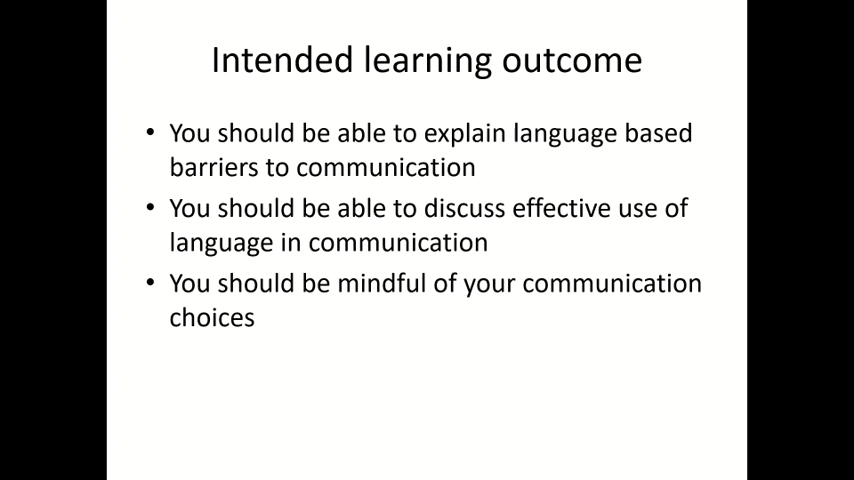 Intended learning outcome
• You should be able to explain language based
barriers to communication
• You should be able to discuss effective use of
language in communication
• You should be mindful of your communication
choices